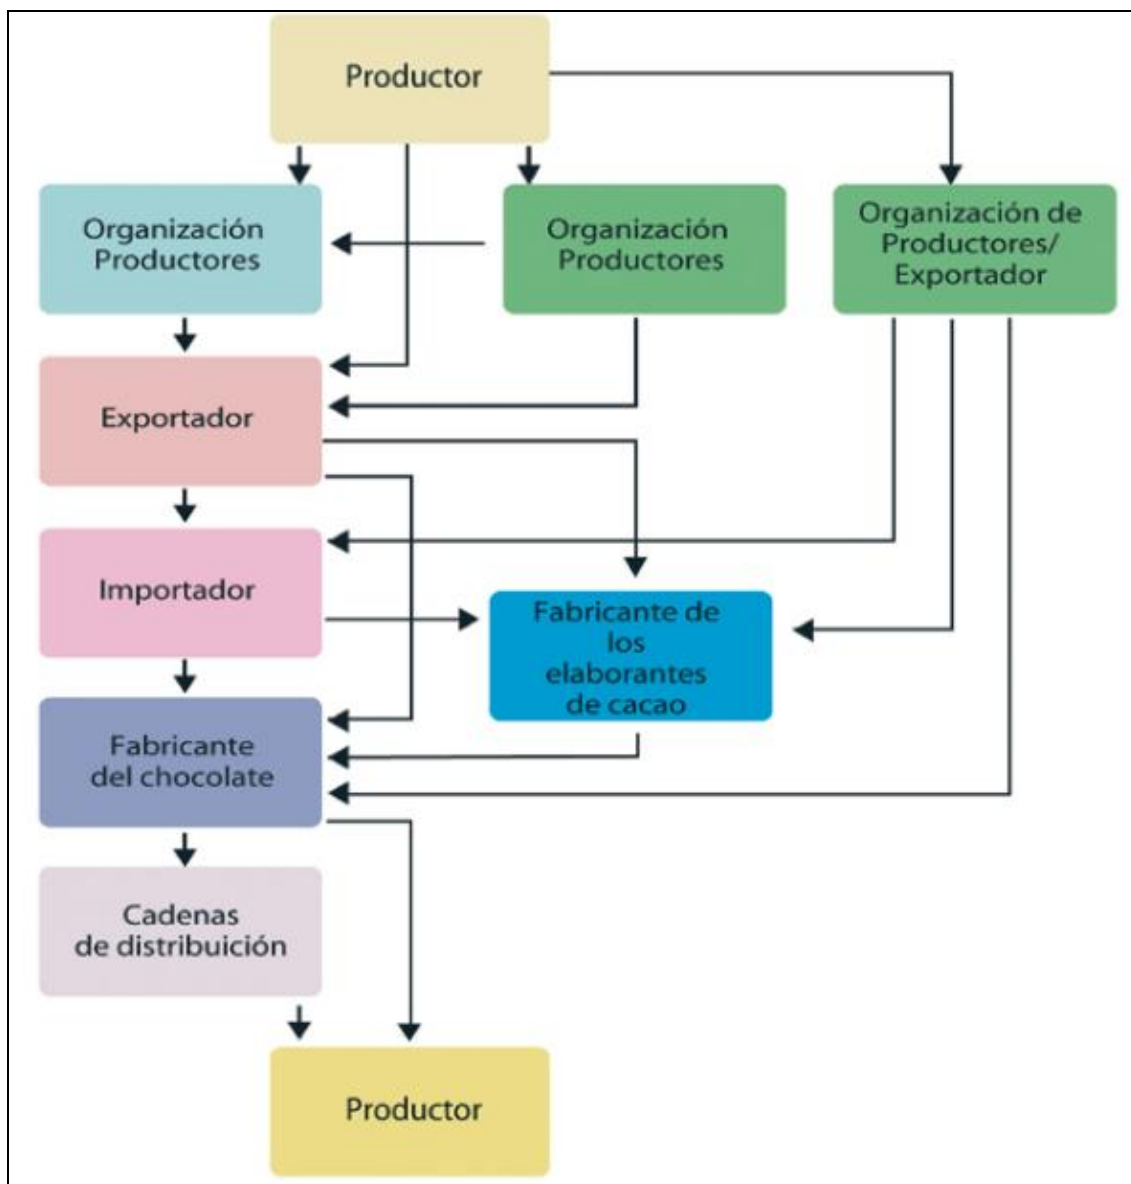 Productor
Organización
Productores
Organización
Productores
Organización de
Productores/
Exportador
Exportador
Importador
Fabricante de
los
elaborantes
de cacao
Fabricante
del chocolate
Cadenas
de distribuición
Productor